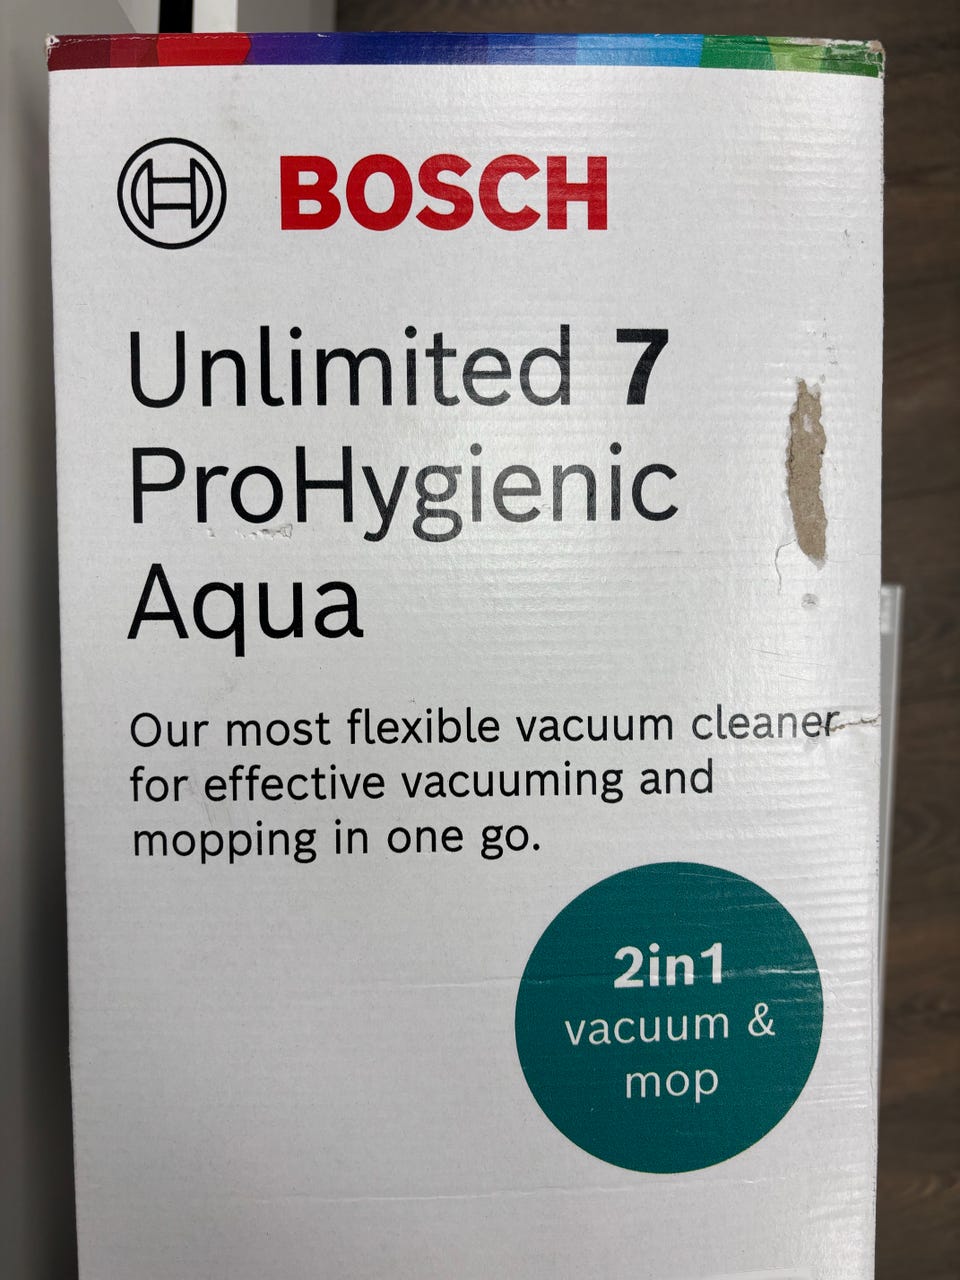 BOSCH
Unlimited 7
ProHygienic
Aqua
Our most flexible vacuum cleaner
for effective vacuuming and
mopping in one go.
2in1
vacuum &
mop